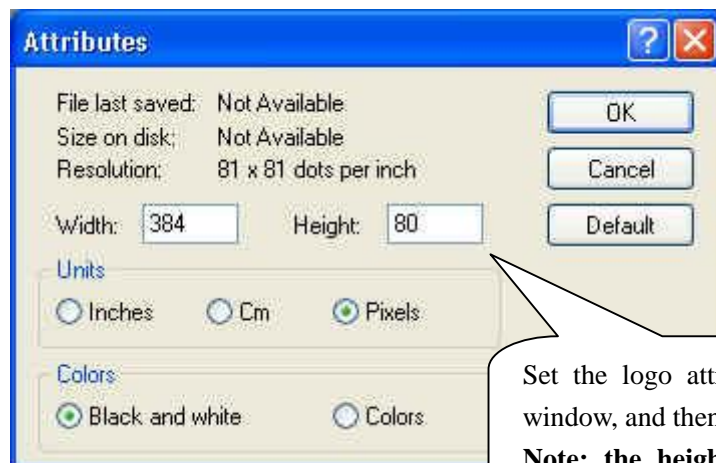 Attributes
File last saved: Not Available
Size on disk: Not Available
Resolution: 81 x 81 dots per inch
OK
Cancel
Default
Width: 384 Height: 80
Units
Inches Cm Pixels
Colors
Black and white Colors
Set the logo
window, and
Note: the